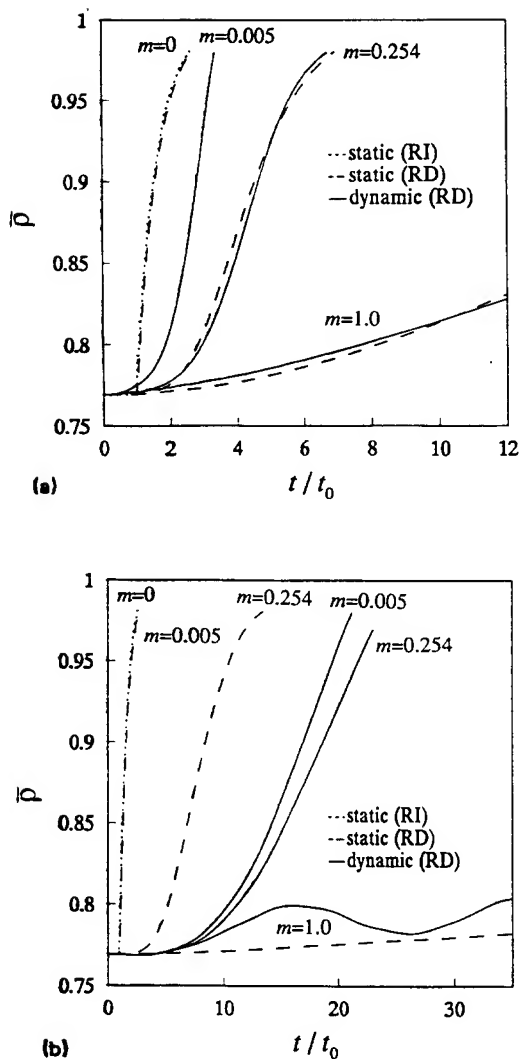 1
m=0
m=0.005
m=0.254
0.95
---static (RI)
---static (RD)
—dynamic (RD)
0.9
ρ̅
0.85
m=1.0
0.8
0.75
0 2 4 6 8 10 12
(a)
t / t₀
1
m=0
m=0.254
m=0.005
m=0.005
m=0.254
0.95
0.9
ρ̅
---static (RI)
---static (RD)
—dynamic (RD)
0.85
0.8
m=1.0
0.75
0 10 20 30
(b)
t / t₀